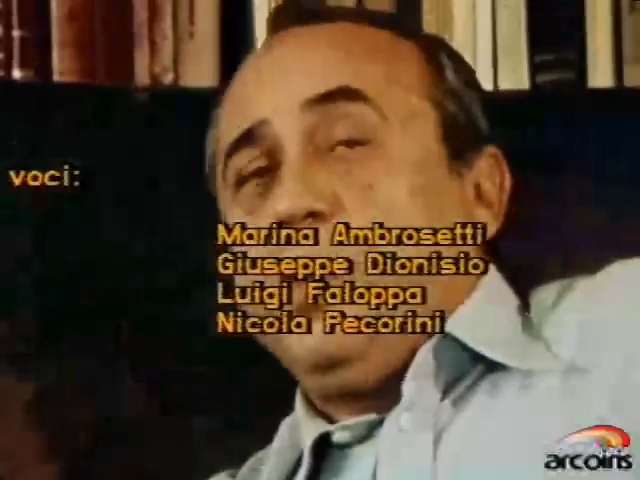 voci:
Marina Ambrosetti
Giuseppe Dionisio
Luigi Faloppa
Nicola Pecorini
arcoiris